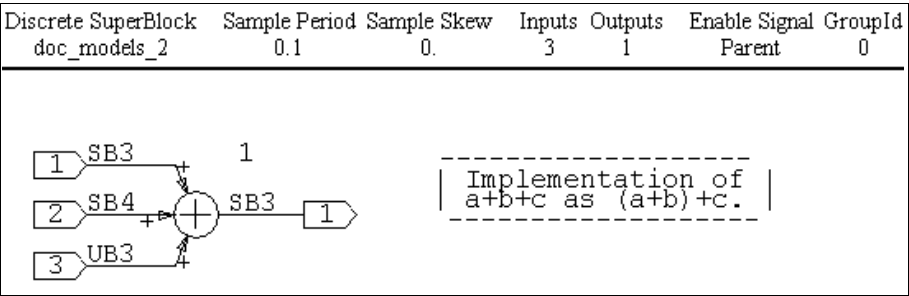 Discrete SuperBlock Sample Period Sample Skew Inputs Outputs Enable Signal GroupId
doc_models_2 0.1 0. 3 1 Parent 0
1 SB3 + 1
2 SB4 + SB3 1
3 UB3 +
Implementation of
a+b+c as (a+b)+c.